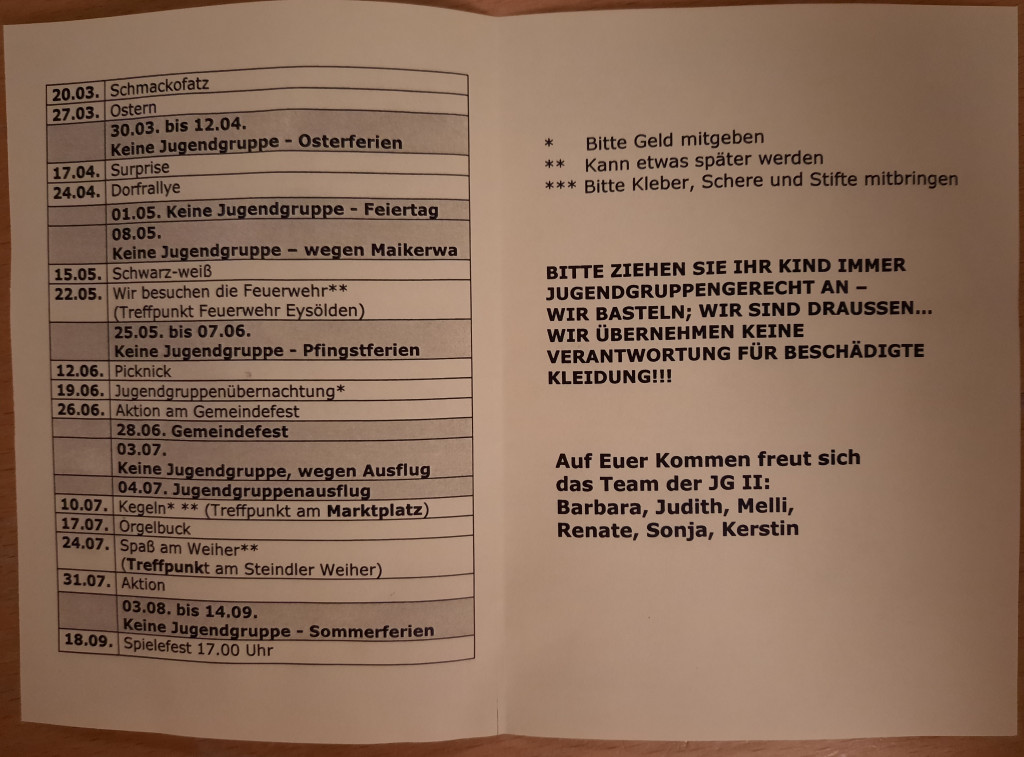 20.03. Schmackofatz
27.03. Ostern
30.03. bis 12.04.
Keine Jugendgruppe - Osterferien
17.04. Surprise
24.04. Dorfrallye
01.05. Keine Jugendgruppe - Feiertag
08.05.
Keine Jugendgruppe – wegen Maikerwa
15.05. Schwarz-weiß
22.05. Wir besuchen die Feuerwehr**
(Treffpunkt Feuerwehr Eysölden)
25.05. bis 07.06.
Keine Jugendgruppe - Pfingstferien
12.06. Picknick
19.06. Jugendgruppenübernachtung*
26.06. Aktion am Gemeindefest
28.06. Gemeindefest
03.07.
Keine Jugendgruppe, wegen Ausflug
04.07. Jugendgruppenausflug
10.07. Kegeln* ** (Treffpunkt am Marktplatz)
17.07. Orgelbuck
24.07. Spaß am Weiher**
(Treffpunkt am Steindler Weiher)
31.07. Aktion
03.08. bis 14.09.
Keine Jugendgruppe - Sommerferien
18.09. Spielefest 17.00 Uhr
* Bitte Geld mitgeben
** Kann etwas später werden
*** Bitte Kleber, Schere und Stifte mitbringen
BITTE ZIEHEN SIE IHR KIND IMMER
JUGENDGRUPPENGERECHT AN –
WIR BASTELN; WIR SIND DRAUSSEN...
WIR ÜBERNEHMEN KEINE
VERANTWORTUNG FÜR BESCHÄDIGTE
KLEIDUNG!!!
Auf Euer Kommen freut sich
das Team der JG II:
Barbara, Judith, Melli,
Renate, Sonja, Kerstin